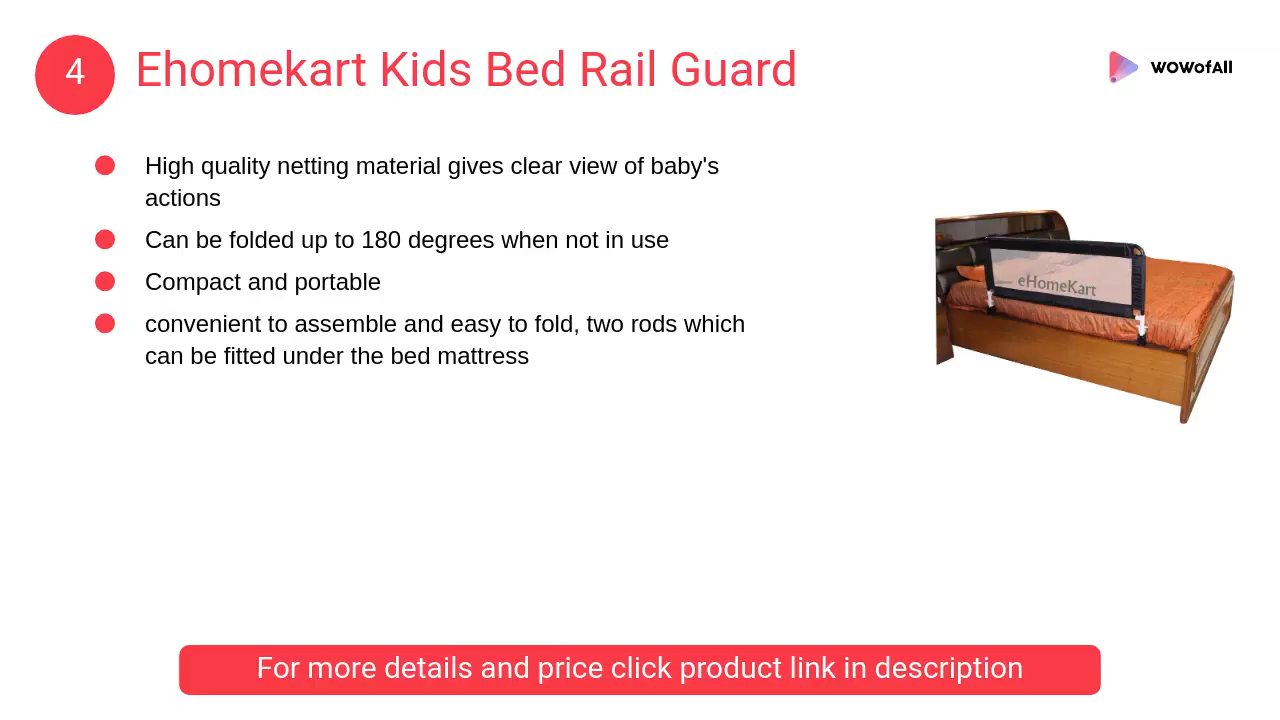 4
Ehomekart Kids Bed Rail Guard
WOWofAll
High quality netting material gives clear view of baby's
actions
Can be folded up to 180 degrees when not in use
Compact and portable
convenient to assemble and easy to fold, two rods which
can be fitted under the bed mattress
eHomeKart
For more details and price click product link in description